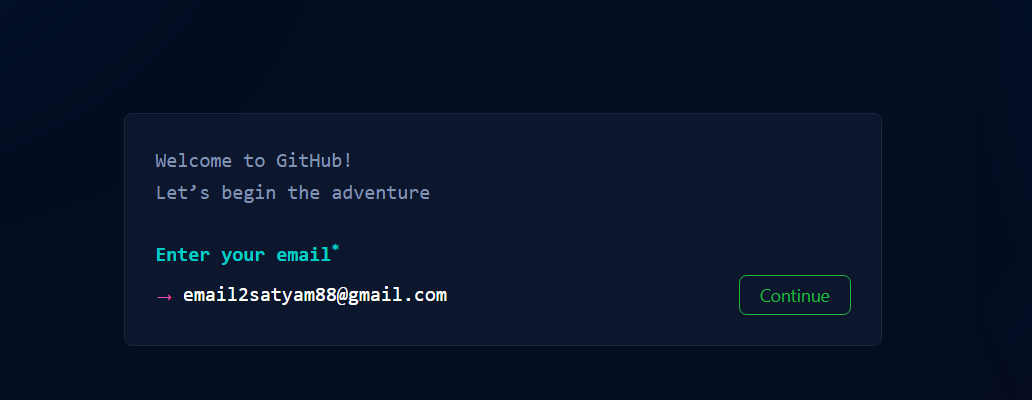 Welcome to GitHub!
Let’s begin the adventure
Enter your email*
→ email2satyam88@gmail.com
Continue